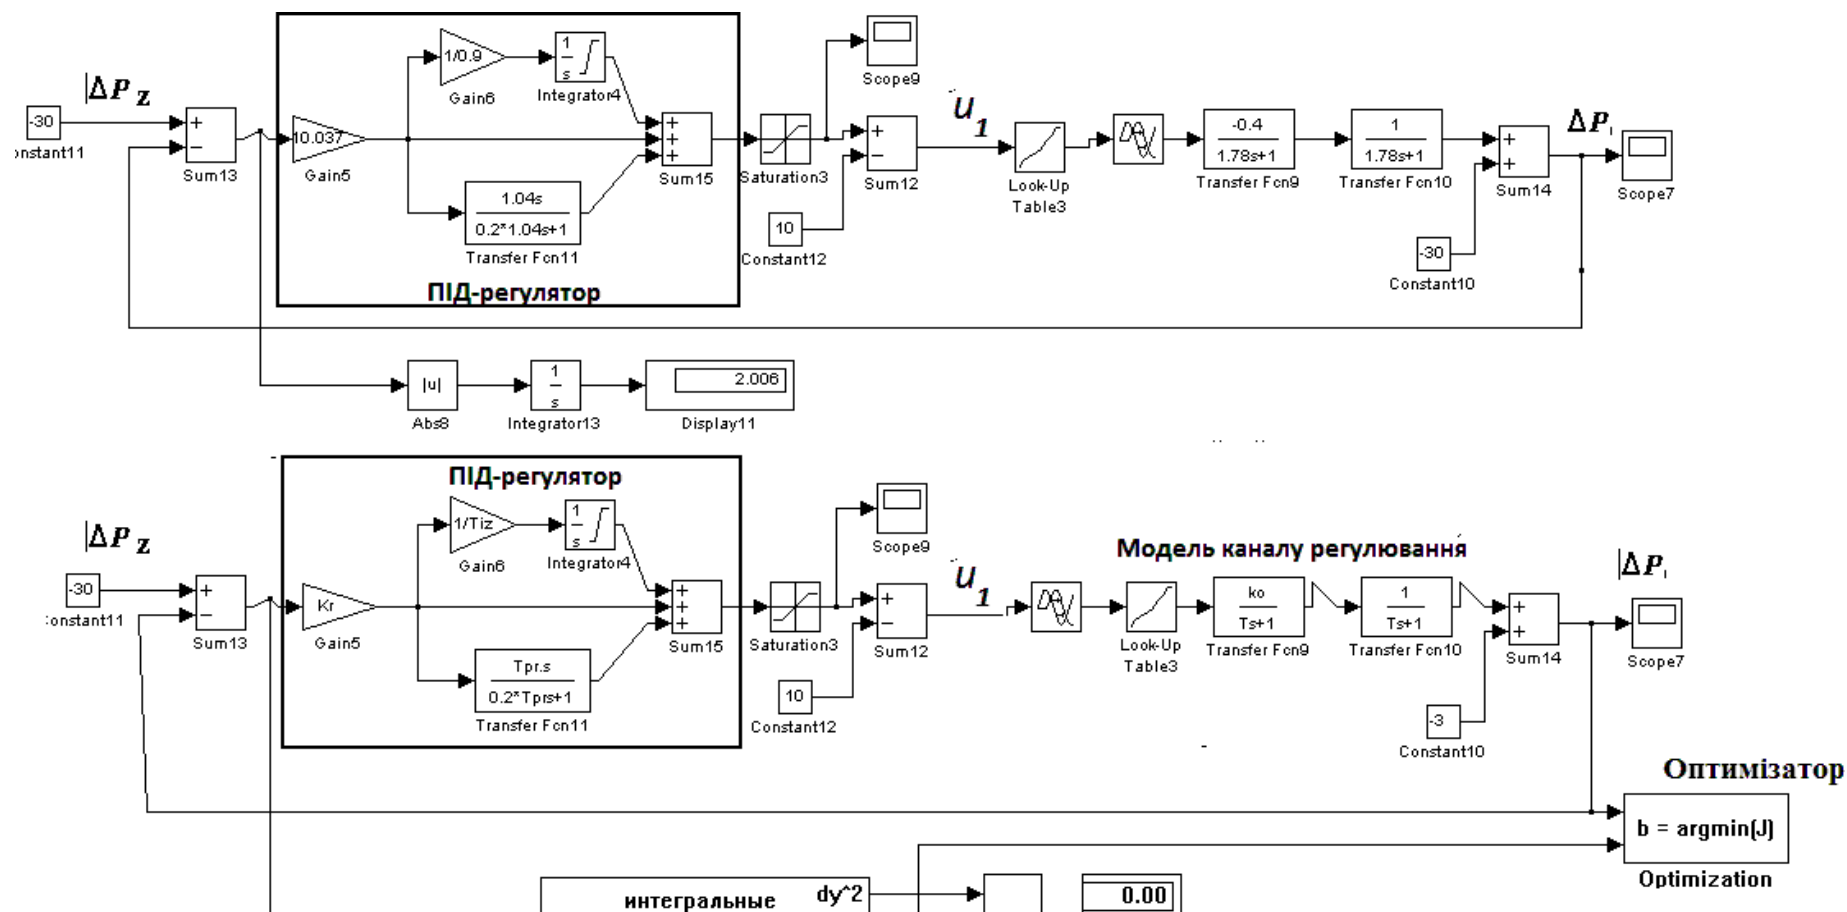 |ΔP Z
-30
onstant11
+
−
Sum13
10.037
Gain5
1/0.9
Gain6
1
s
Integrator4
1.04s
0.2*1.04s+1
Transfer Fcn11
ПІД-регулятор
+
+
+
Sum15
Saturation3
Scope9
+
−
Sum12
10
Constant12
u1
Look-Up
Table3
-0.4
1.78s+1
Transfer Fcn9
1
1.78s+1
Transfer Fcn10
+
+
Sum14
-30
Constant10
ΔP
Scope7
|u|
Abs8
1
s
Integrator13
2.006
Display11
|ΔP Z
-30
onstant11
+
−
Sum13
ПІД-регулятор
Kr
Gain5
1/Tiz
Gain6
1
s
Integrator4
Tpr.s
0.2*Tprs+1
Transfer Fcn11
+
+
+
Sum15
Saturation3
Scope9
+
−
Sum12
10
Constant12
u1
Модель каналу регулювання
Look-Up
Table3
ko
Ts+1
Transfer Fcn9
1
Ts+1
Transfer Fcn10
+
+
Sum14
-3
Constant10
|ΔP
Scope7
Оптимізатор
b = argmin(J)
Optimization
интегральные
dy^2
0.00